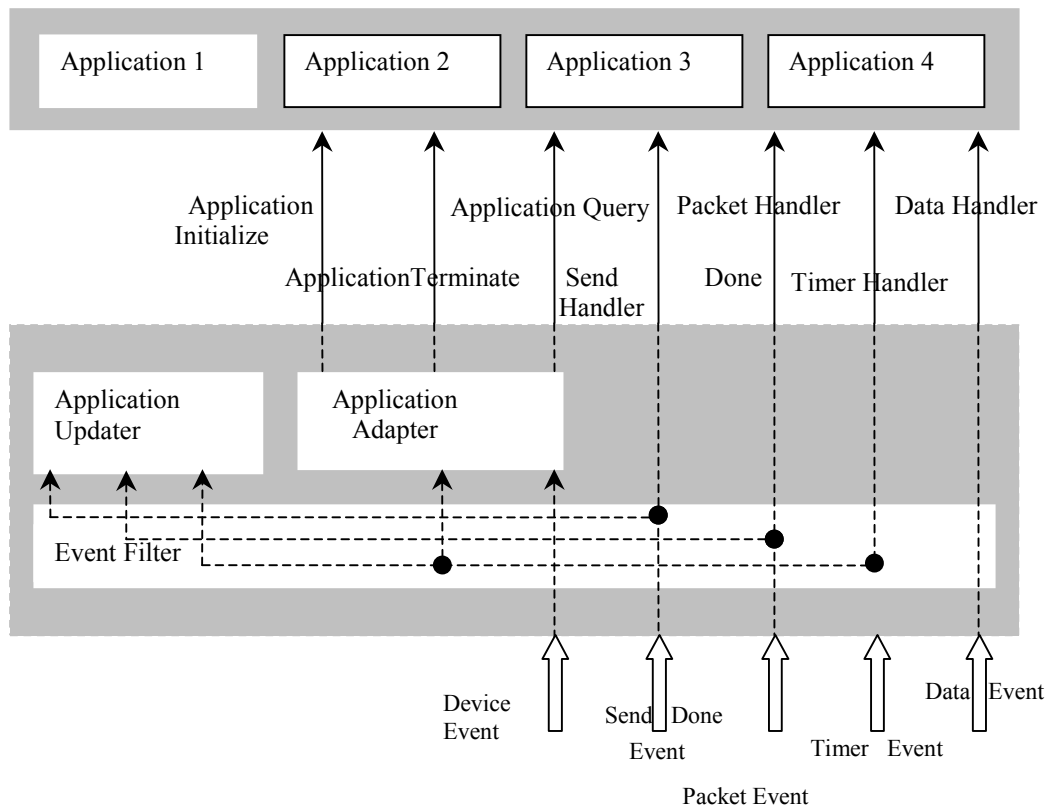 Application 1
Application 2
Application 3
Application 4
Application
Initialize
Application Query
Packet Handler
Data Handler
ApplicationTerminate
Send
Handler
Done
Timer Handler
Application
Updater
Application
Adapter
Event Filter
Device
Event
Send Done
Event
Packet Event
Timer Event
Data Event